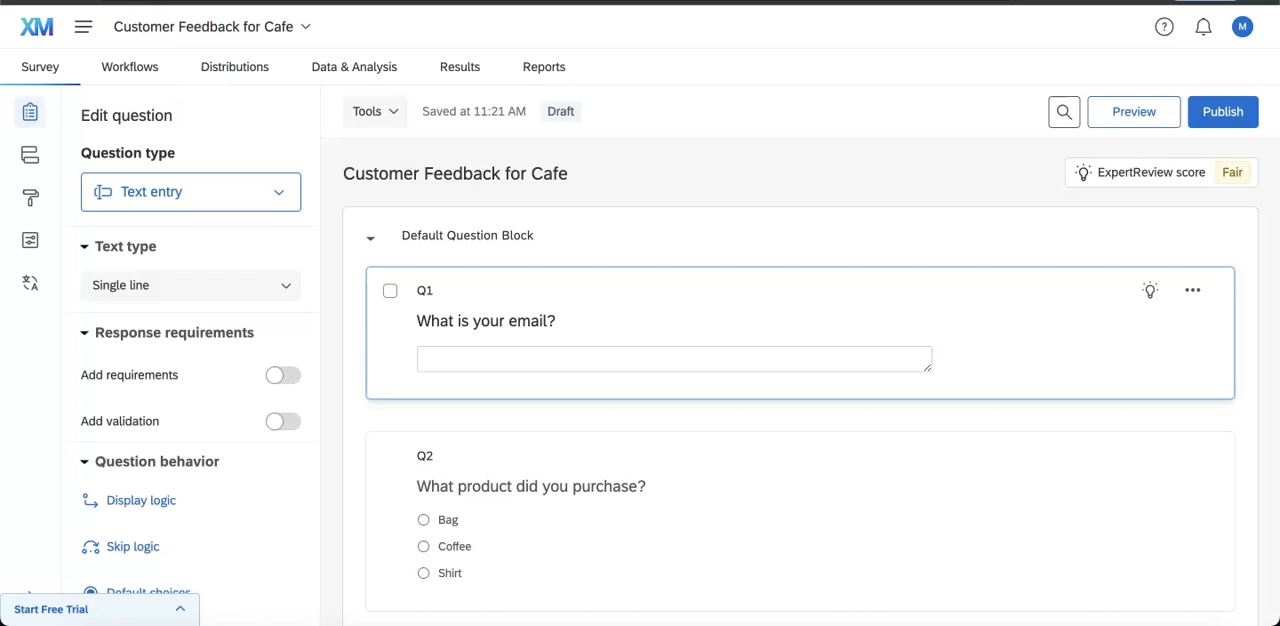 XM Customer Feedback for Cafe ? M
Survey Workflows Distributions Data & Analysis Results Reports
Edit question
Question type
Text entry
Text type
Single line
Response requirements
Add requirements
Add validation
Question behavior
Display logic
Skip logic
Default choices
Start Free Trial
Tools Saved at 11:21 AM Draft Preview Publish
Customer Feedback for Cafe
ExpertReview score Fair
Default Question Block
Q1
What is your email?
Q2
What product did you purchase?
Bag
Coffee
Shirt